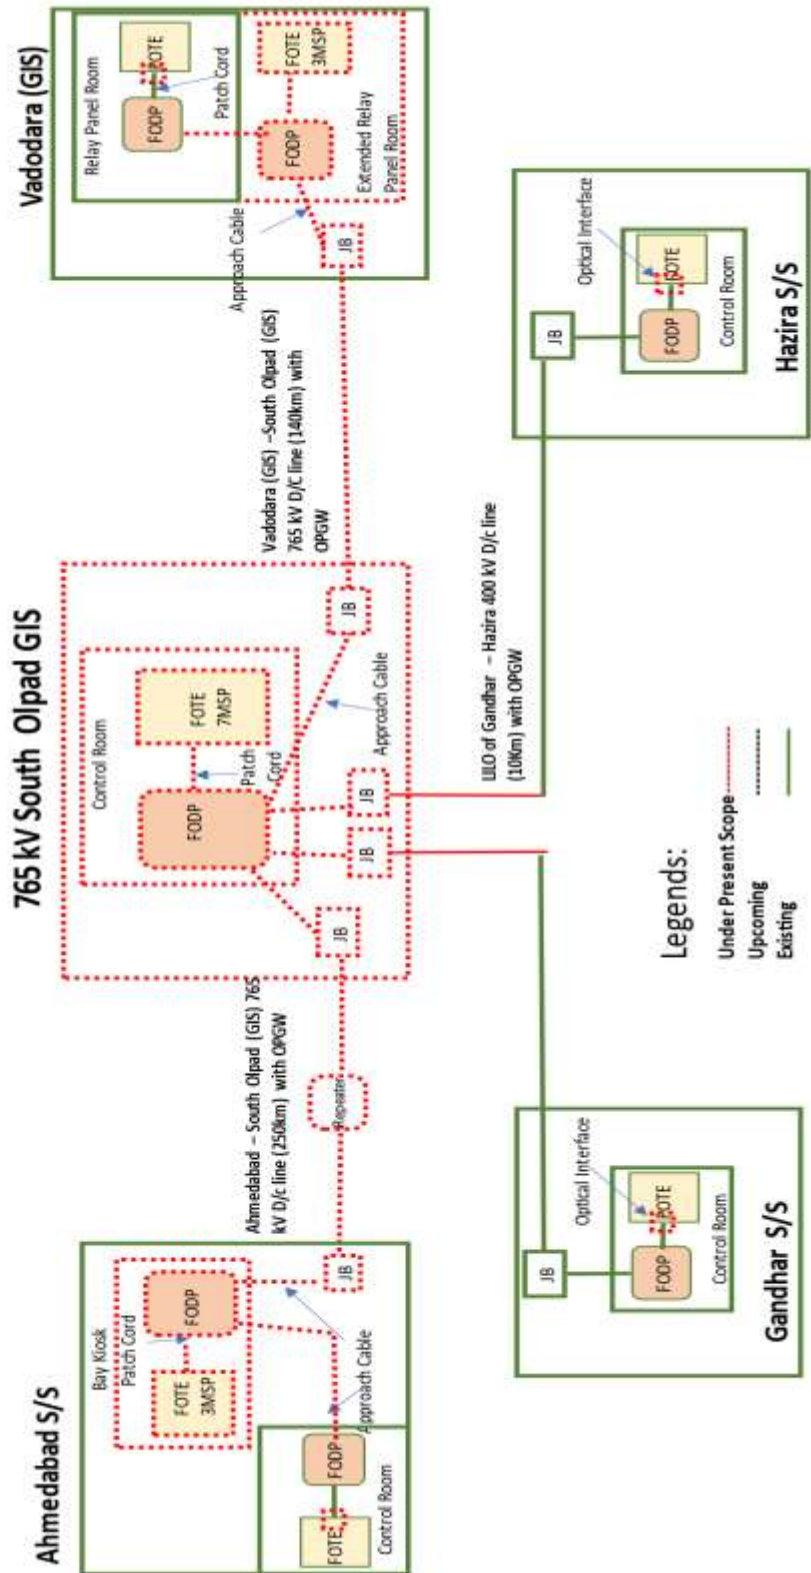 765 kV South Olpad GIS
Ahmedabad S/S
Bay Kiosk
Patch Cord
FOTE
3MSP
FODP
JB
Approach Cable
FOTE
FODP
Control Room
Ahmedabad – South Olpad (GIS) 765
kV D/c line (250km) with OPGW
Repeater
Control Room
FODP
FOTE
7MSP
Patch
Cord
JB
JB
JB
JB
Approach Cable
Vadodara (GIS) –South Olpad (GIS)
765 kV D/C line (140km) with
OPGW
Vadodara (GIS)
Relay Panel Room
FODP
FOTE
Patch Cord
FODP
FOTE
3MSP
Extended Relay
Panel Room
JB
Approach Cable
LILO of Gandhar – Hazira 400 kV D/c line
(10Km) with OPGW
Gandhar S/S
JB
Optical Interface
FODP
FOTE
Control Room
Legends:
Under Present Scope
Upcoming
Existing
Hazira S/S
JB
Optical Interface
FODP
FOTE
Control Room